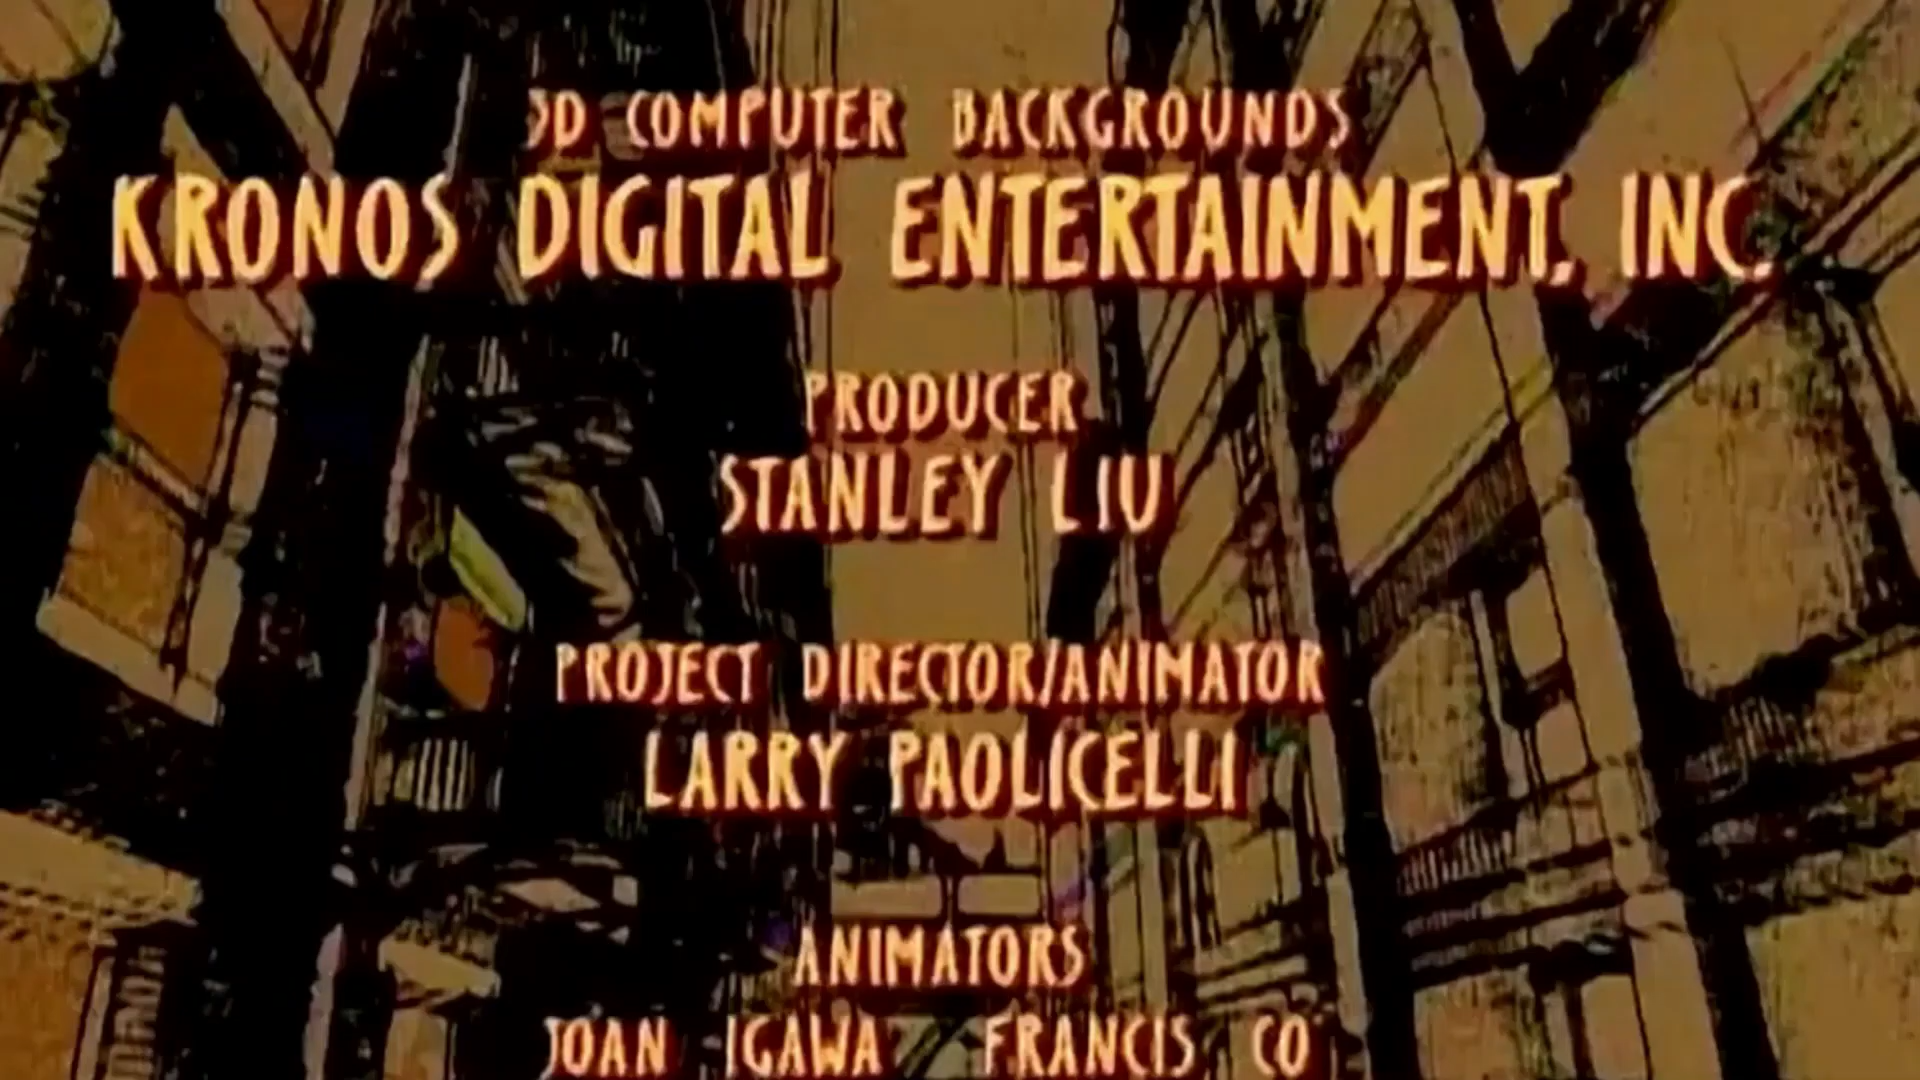 3D COMPUTER BACKGROUNDS
KRONOS DIGITAL ENTERTAINMENT, INC.
PRODUCER
STANLEY LIU
PROJECT DIRECTOR/ANIMATOR
LARRY PAOLICELLI
ANIMATORS
JOAN IGAWA FRANCIS CO